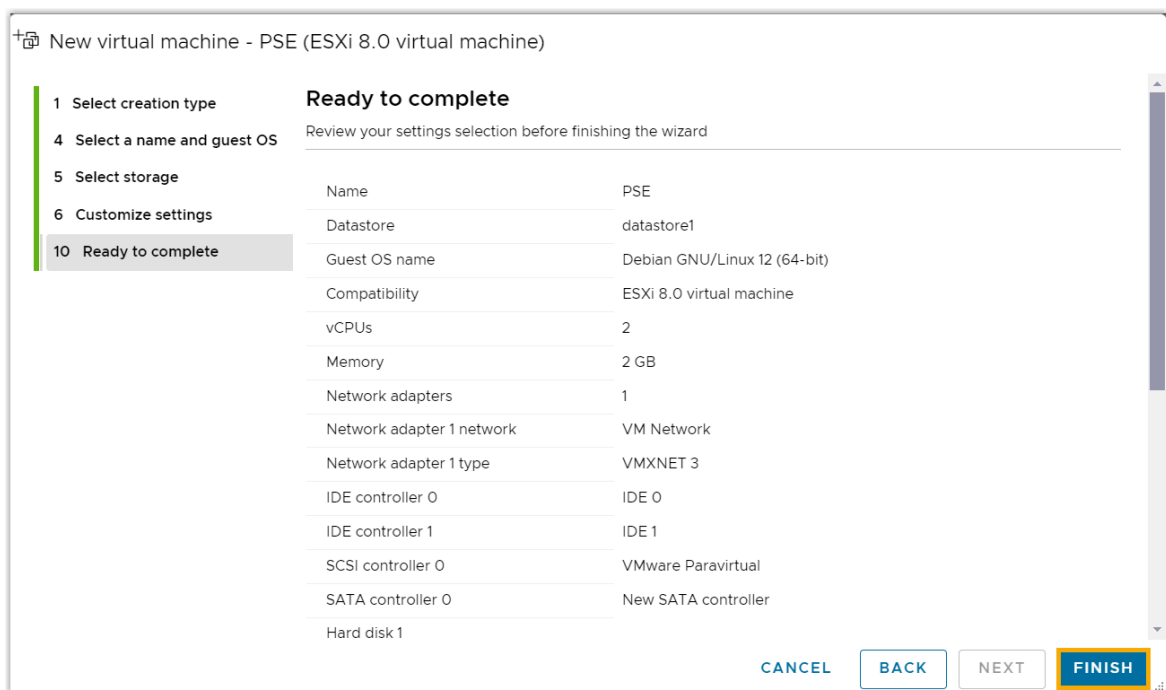 New virtual machine - PSE (ESXi 8.0 virtual machine)
1 Select creation type
4 Select a name and guest OS
5 Select storage
6 Customize settings
10 Ready to complete
Ready to complete
Review your settings selection before finishing the wizard
Name PSE
Datastore datastore1
Guest OS name Debian GNU/Linux 12 (64-bit)
Compatibility ESXi 8.0 virtual machine
vCPUs 2
Memory 2 GB
Network adapters 1
Network adapter 1 network VM Network
Network adapter 1 type VMXNET 3
IDE controller 0 IDE 0
IDE controller 1 IDE 1
SCSI controller 0 VMware Paravirtual
SATA controller 0 New SATA controller
Hard disk 1
CANCEL BACK NEXT FINISH